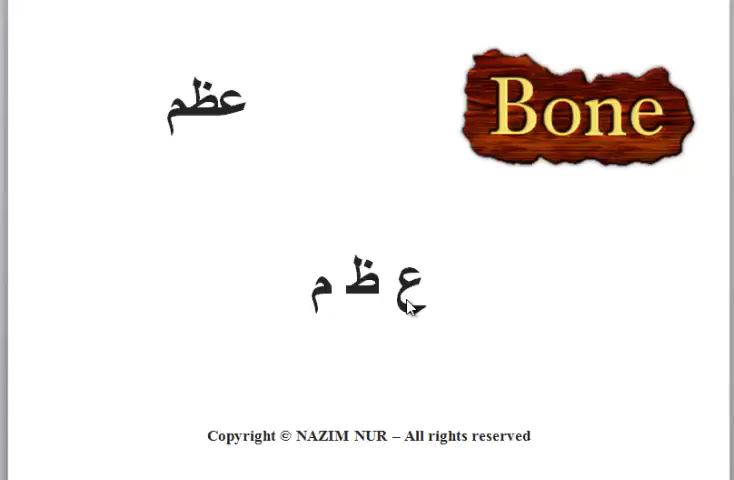 عظم
Bone
ع ظ م
Copyright © NAZIM NUR – All rights reserved